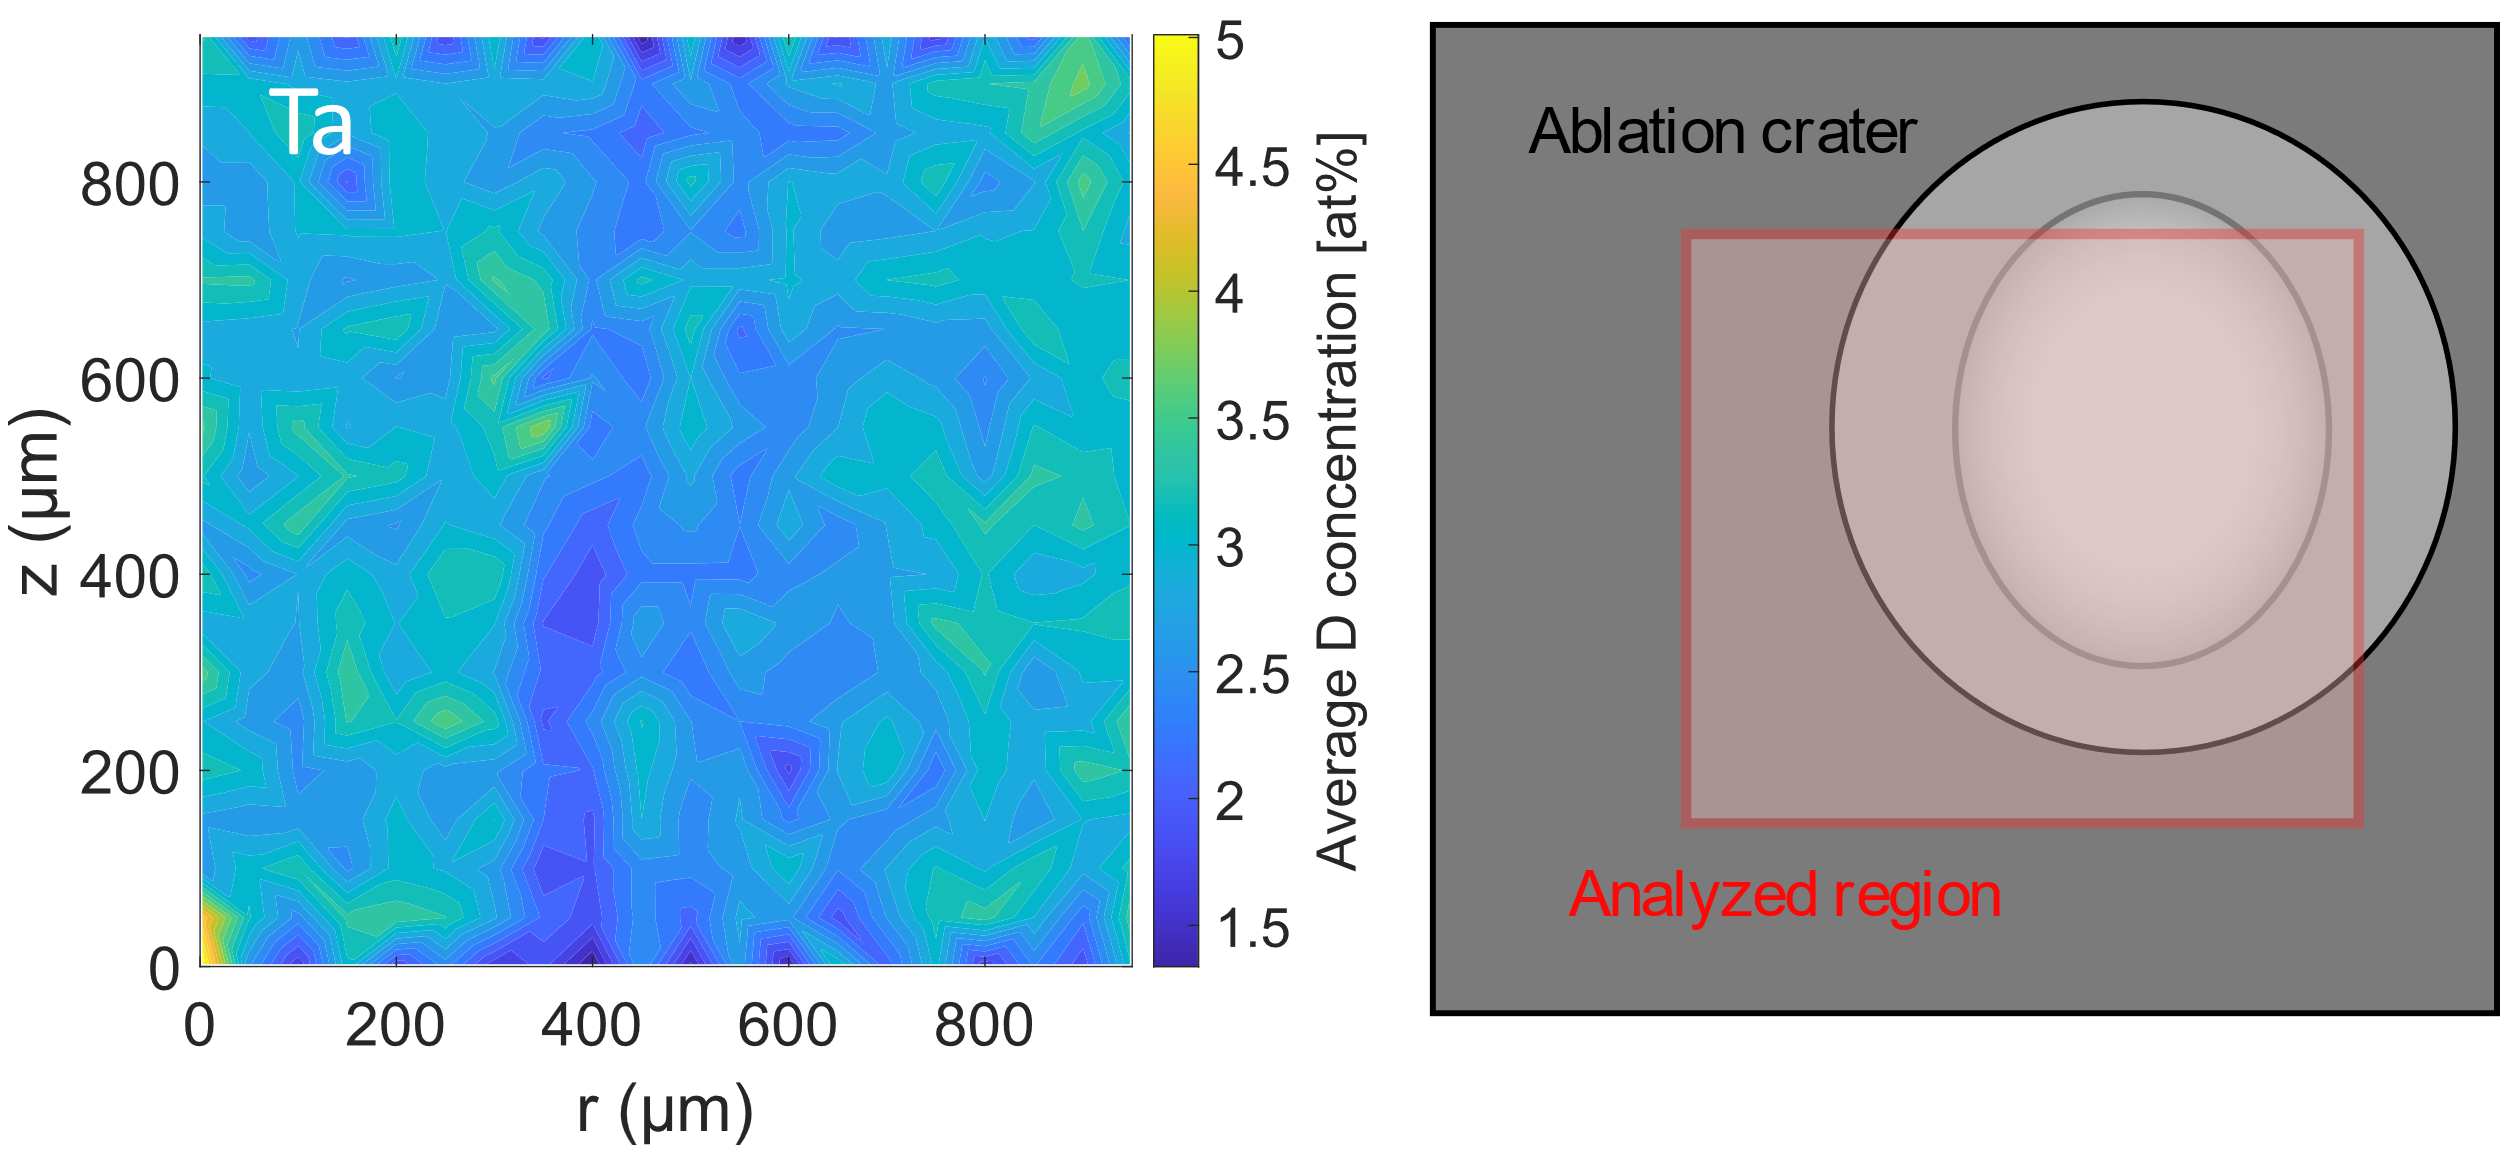 Ta
z (µm)
800
600
400
200
0
0 200 400 600 800
r (µm)
5
4.5
4
3.5
3
2.5
2
1.5
Average D concentration [at%]
Ablation crater
Analyzed region